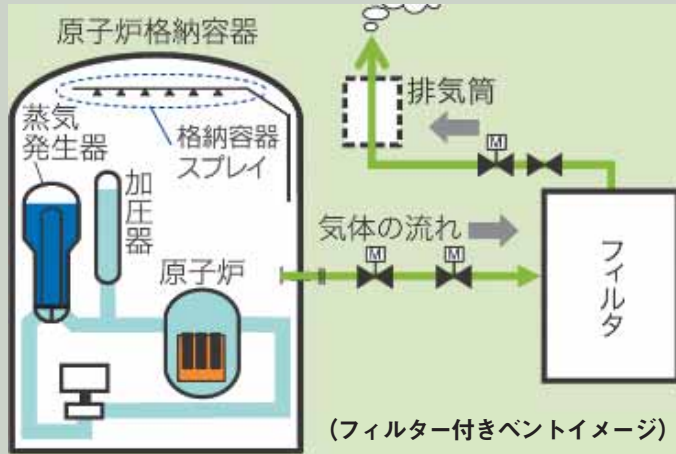 原子炉格納容器
蒸気
発生器
加
圧
器
格納容器
スプレイ
原子炉
排気筒
M
気体の流れ
M
M
フ
ィ
ル
タ
(フィルター付きベントイメージ)